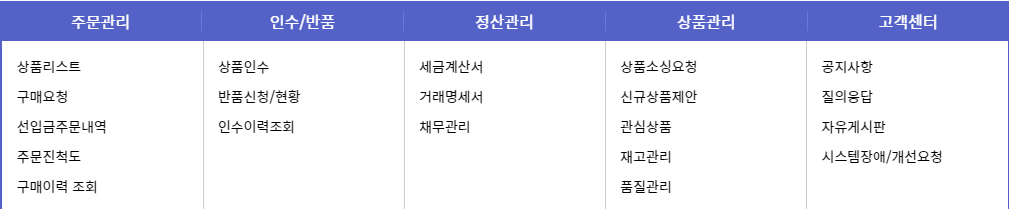 주문관리 인수/반품 정산관리 상품관리 고객센터
상품리스트 상품인수 세금계산서 상품소싱요청 공지사항
구매요청 반품신청/현황 거래명세서 신규상품제안 질의응답
선입금주문내역 인수이력조회 채무관리 관심상품 자유게시판
주문진척도 재고관리 시스템장애/개선요청
구매이력 조회 품질관리